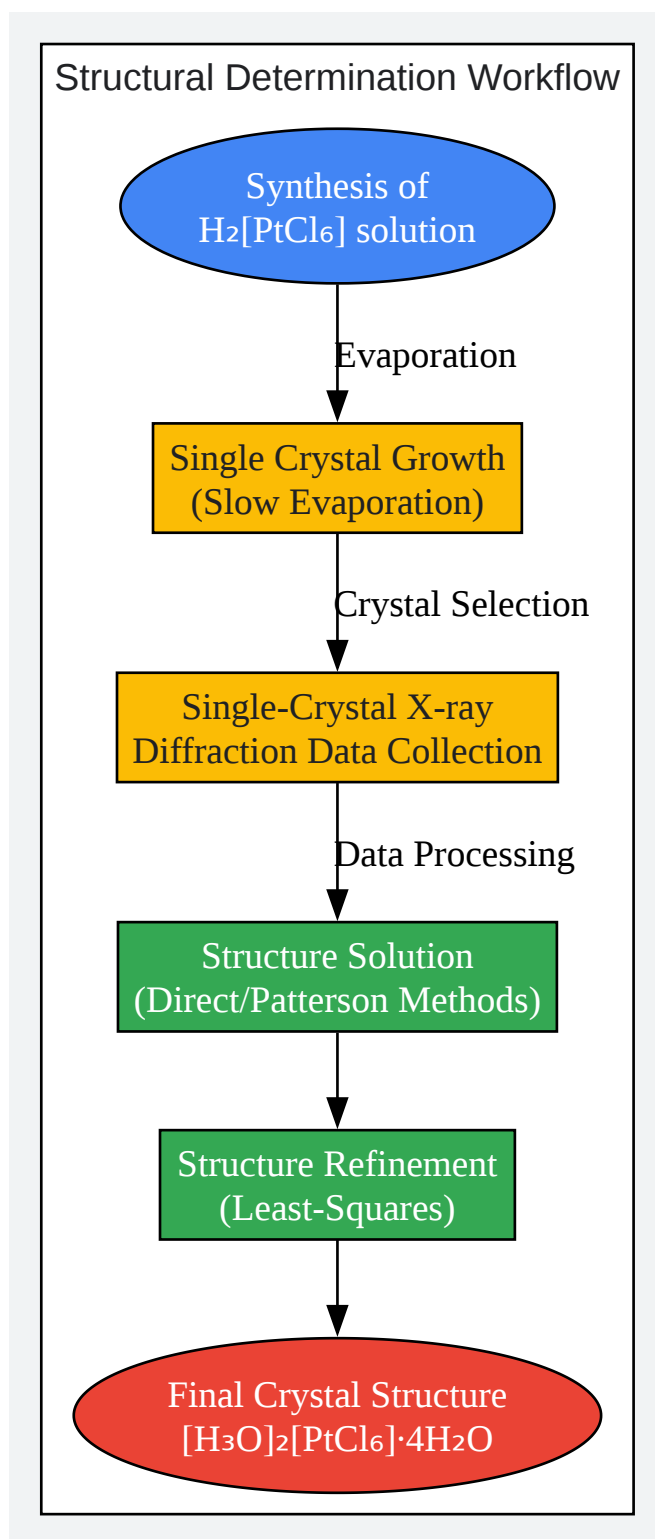 Structural Determination Workflow
Synthesis of
H₂[PtCl₆] solution
Evaporation
Single Crystal Growth
(Slow Evaporation)
Crystal Selection
Single-Crystal X-ray
Diffraction Data Collection
Data Processing
Structure Solution
(Direct/Patterson Methods)
Structure Refinement
(Least-Squares)
Final Crystal Structure
[H₃O]₂[PtCl₆]·4H₂O